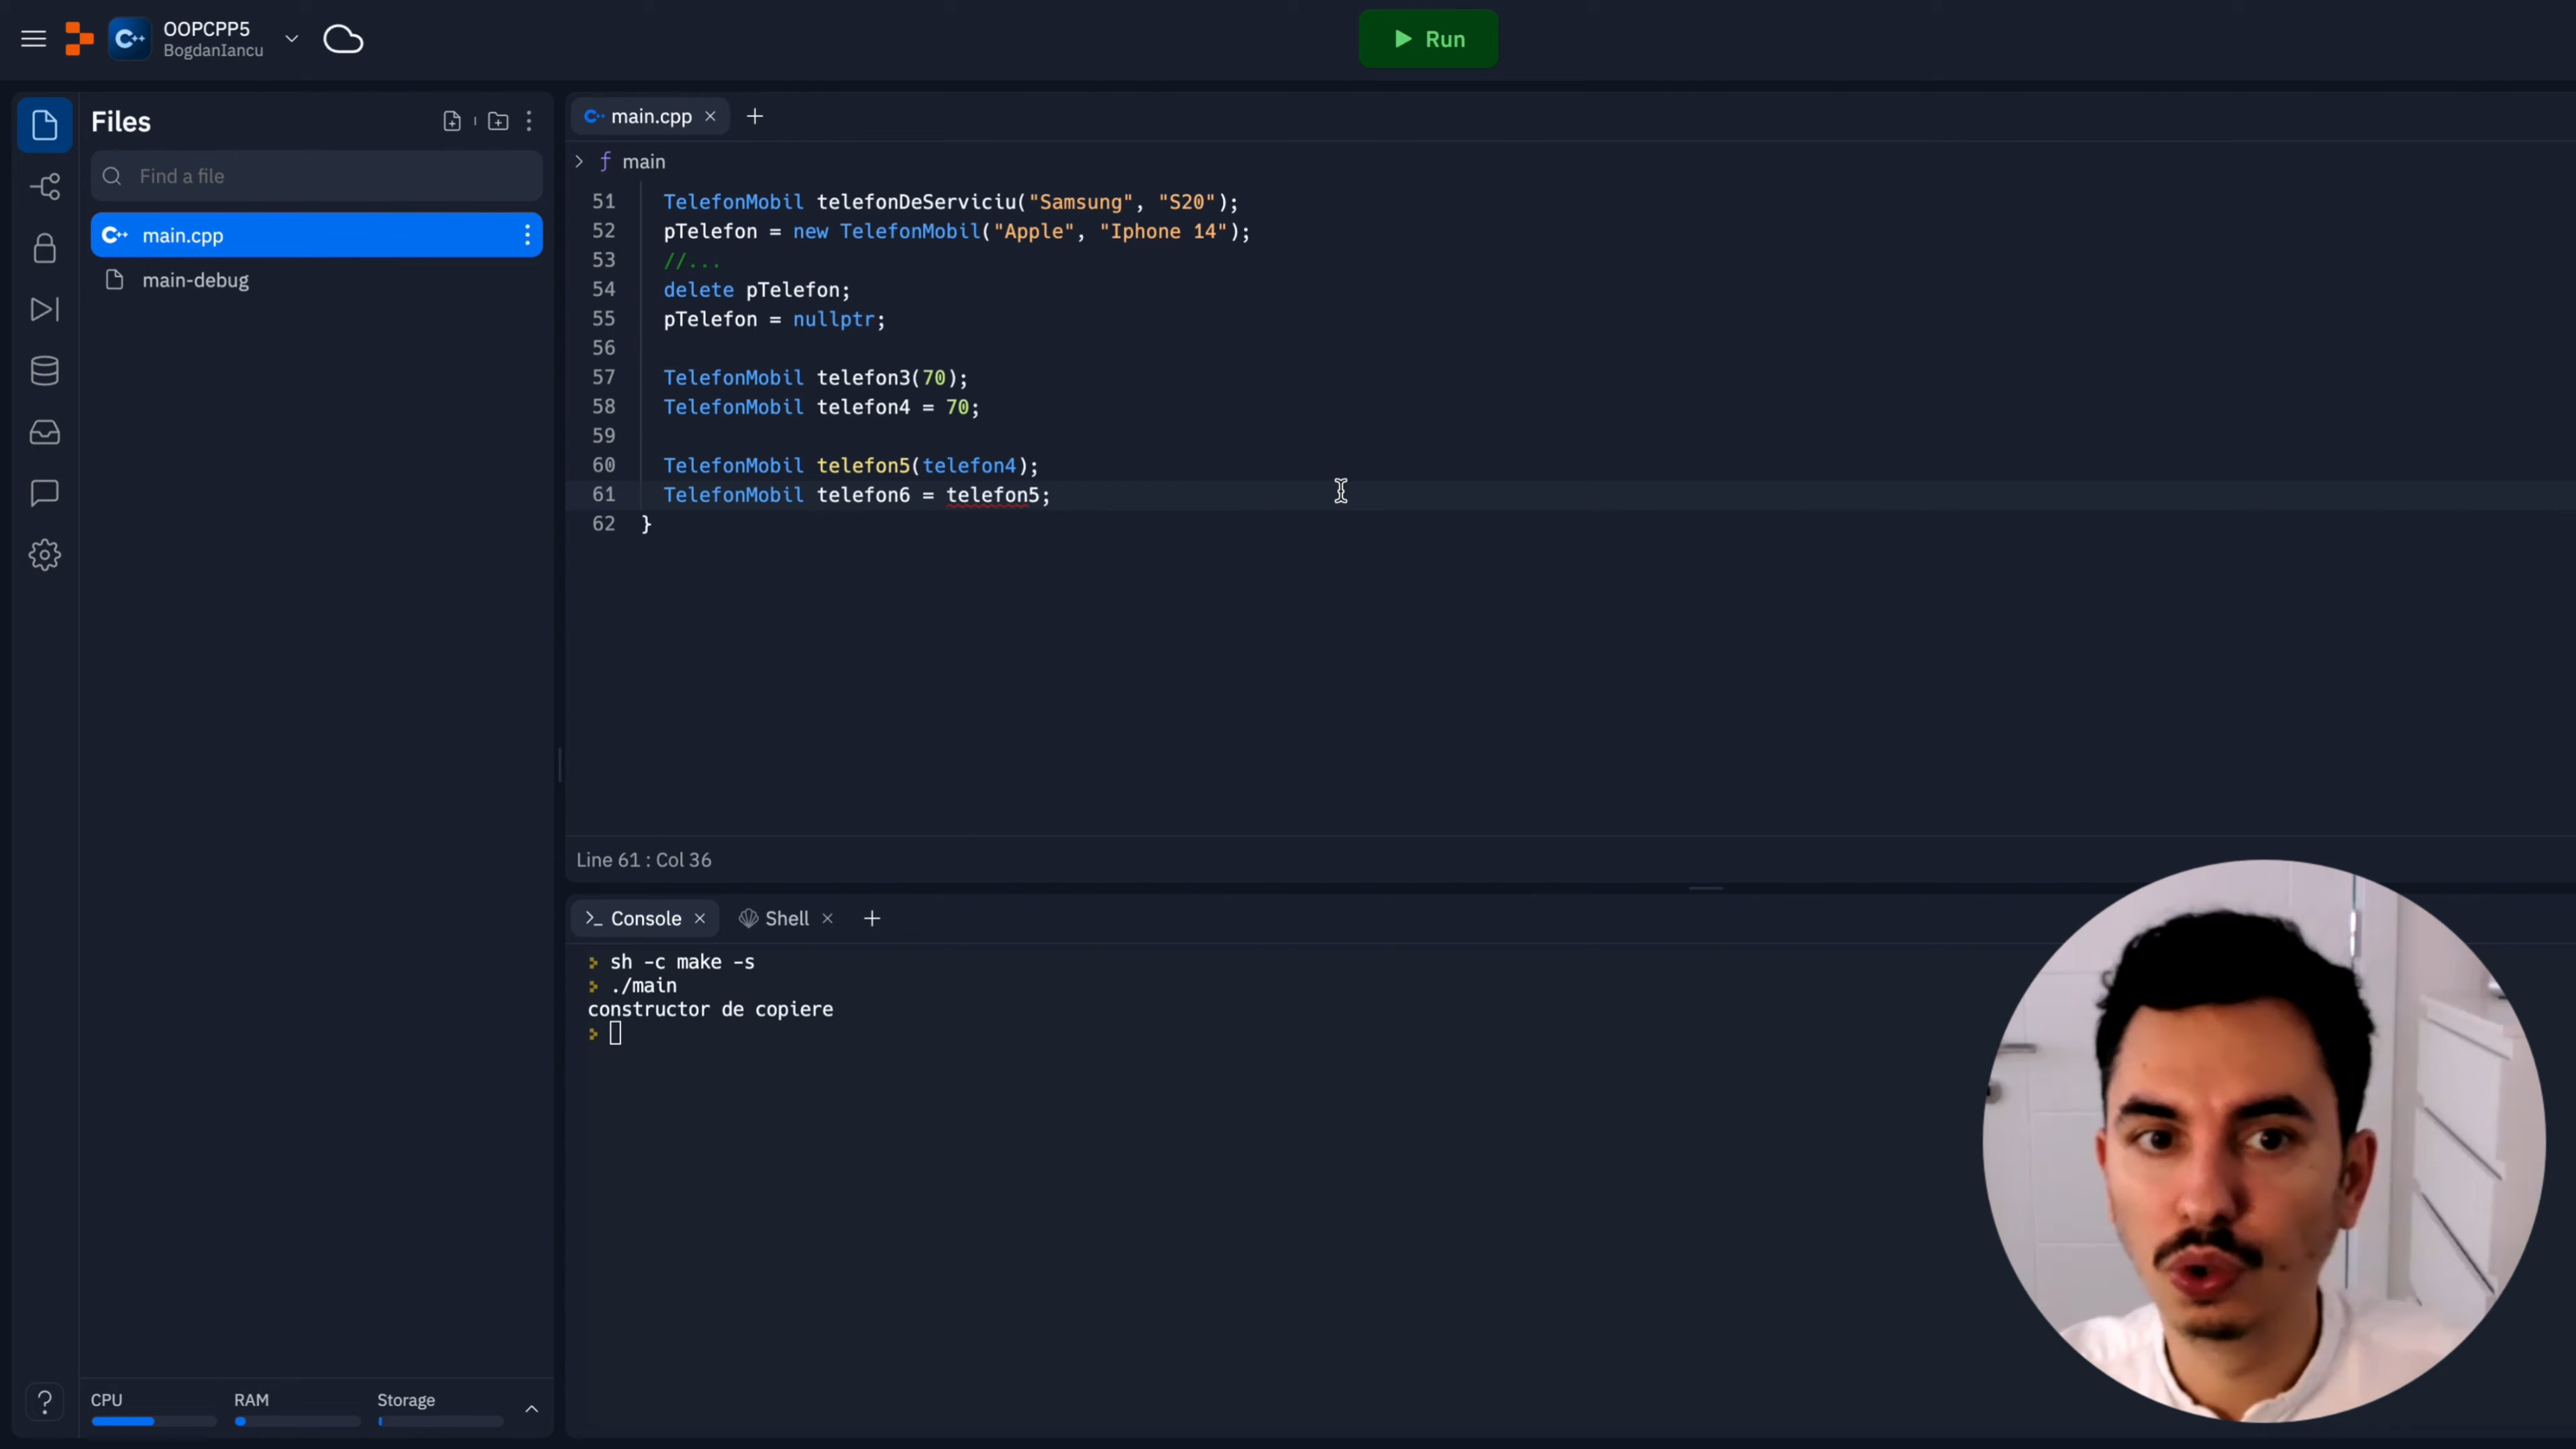 OOPCPP5
BogdanIancu
Run
Files
Find a file
main.cpp
main-debug
main.cpp
main
51 TelefonMobil telefonDeServiciu("Samsung", "S20");
52 pTelefon = new TelefonMobil("Apple", "Iphone 14");
53 //...
54 delete pTelefon;
55 pTelefon = nullptr;
56
57 TelefonMobil telefon3(70);
58 TelefonMobil telefon4 = 70;
59
60 TelefonMobil telefon5(telefon4);
61 TelefonMobil telefon6 = telefon5;
62 }
Line 61 : Col 36
Console
Shell
sh -c make -s
./main
constructor de copiere
CPU
RAM
Storage